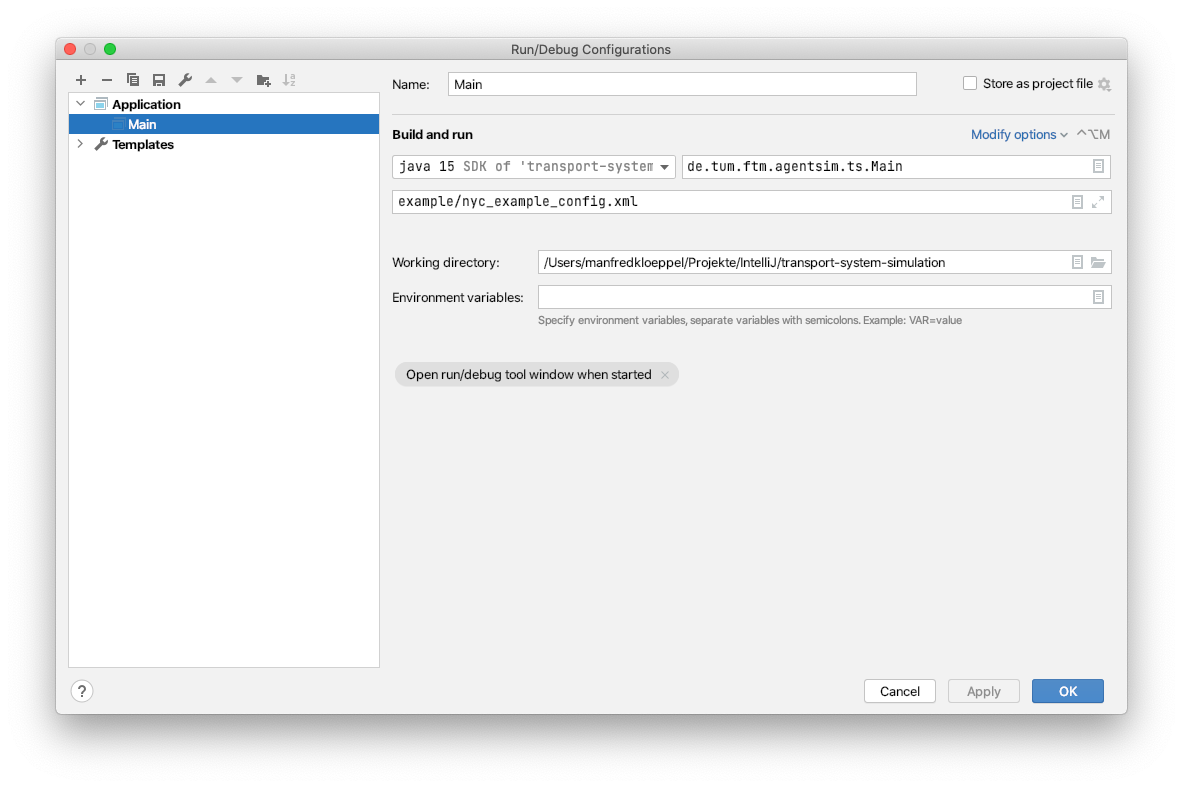 Run/Debug Configurations
Name:
Main
Store as project file
Application
Main
Templates
Build and run
Modify options
^⌥M
java 15 SDK of 'transport-system
de.tum.ftm.agentsim.ts.Main
example/nyc_example_config.xml
Working directory:
/Users/manfredkloeppel/Projekte/IntelliJ/transport-system-simulation
Environment variables:
Specify environment variables, separate variables with semicolons. Example: VAR=value
Open run/debug tool window when started
?
Cancel
Apply
OK